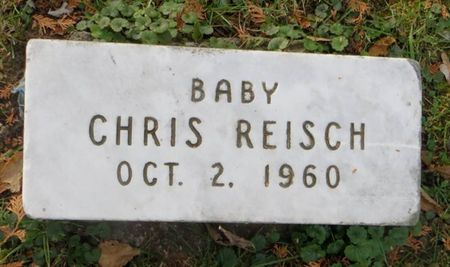 BABY
CHRIS REISCH
OCT. 2, 1960